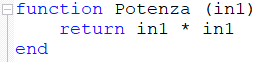 function Potenza (in1)
    return in1 * in1
end